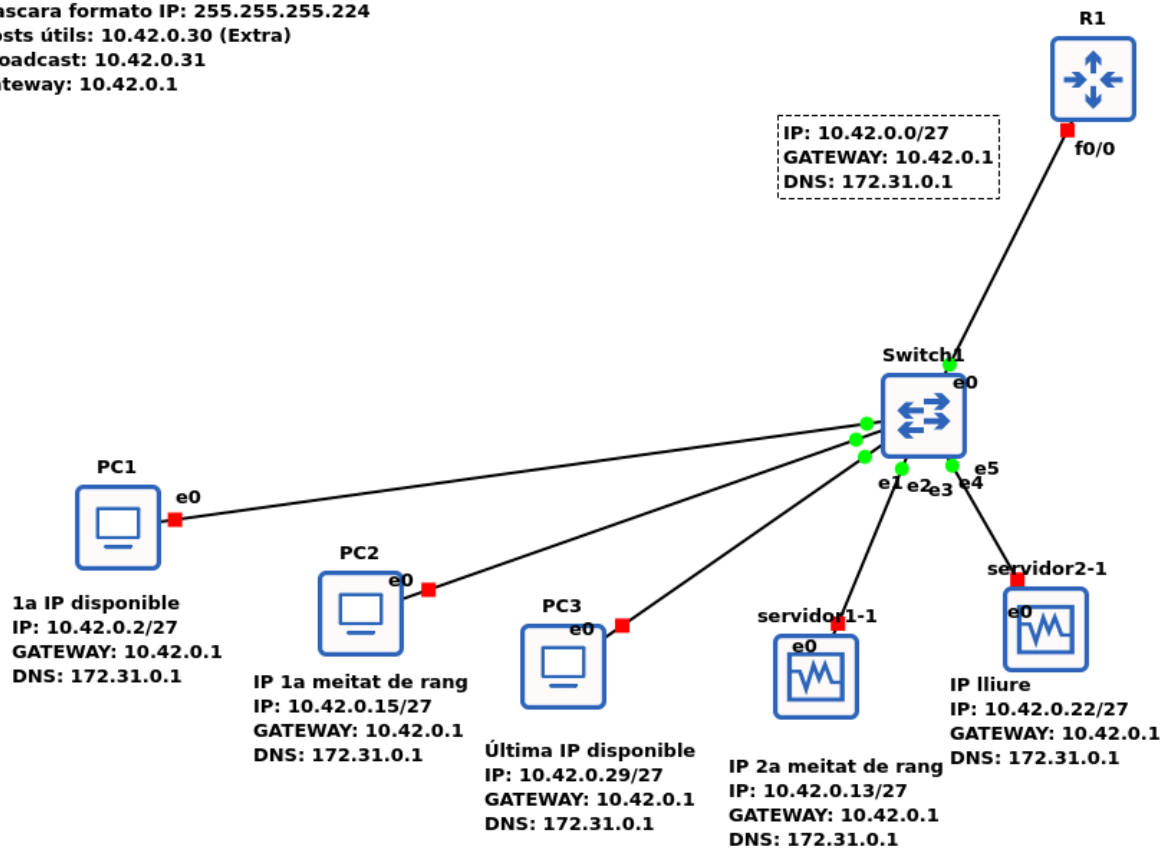 ascara formato IP: 255.255.255.224
osts útils: 10.42.0.30 (Extra)
oadcast: 10.42.0.31
ateway: 10.42.0.1
R1
f0/0
IP: 10.42.0.0/27
GATEWAY: 10.42.0.1
DNS: 172.31.0.1
Switch1
e0
e1 e2 e3 e4 e5
PC1
e0
1a IP disponible
IP: 10.42.0.2/27
GATEWAY: 10.42.0.1
DNS: 172.31.0.1
PC2
e0
IP 1a meitat de rang
IP: 10.42.0.15/27
GATEWAY: 10.42.0.1
DNS: 172.31.0.1
PC3
e0
Última IP disponible
IP: 10.42.0.29/27
GATEWAY: 10.42.0.1
DNS: 172.31.0.1
servidor1-1
e0
IP 2a meitat de rang
IP: 10.42.0.13/27
GATEWAY: 10.42.0.1
DNS: 172.31.0.1
servidor2-1
e0
IP lliure
IP: 10.42.0.22/27
GATEWAY: 10.42.0.1
DNS: 172.31.0.1